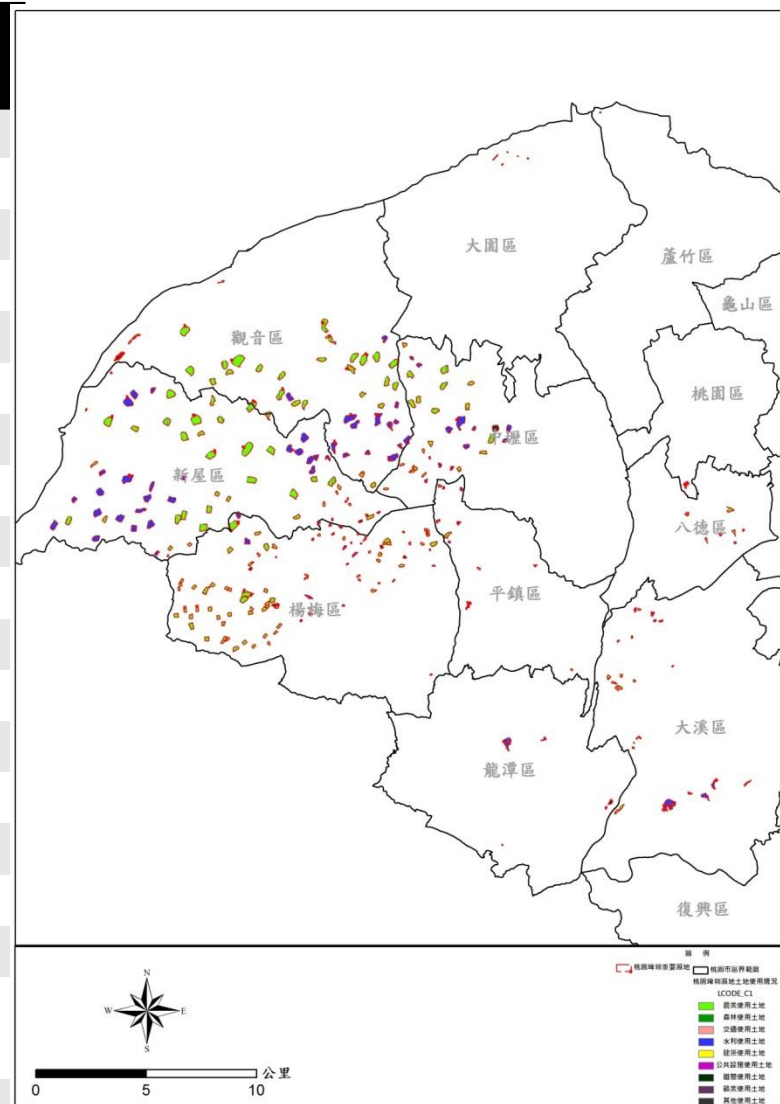 大園區
蘆竹區
龜山區
觀音區
桃園區
中壢區
新屋區
八德區
楊梅區
平鎮區
大溪區
龍潭區
復興區
圖 例
桃園埤圳重要濕地
桃園市區界範圍
桃園埤圳濕地土地使用現況
LCODE_C1
農業使用土地
森林使用土地
交通使用土地
水利使用土地
建築使用土地
公共設施使用土地
遊憩使用土地
礦業使用土地
其他使用土地
N
W E
S
公里
0 5 10